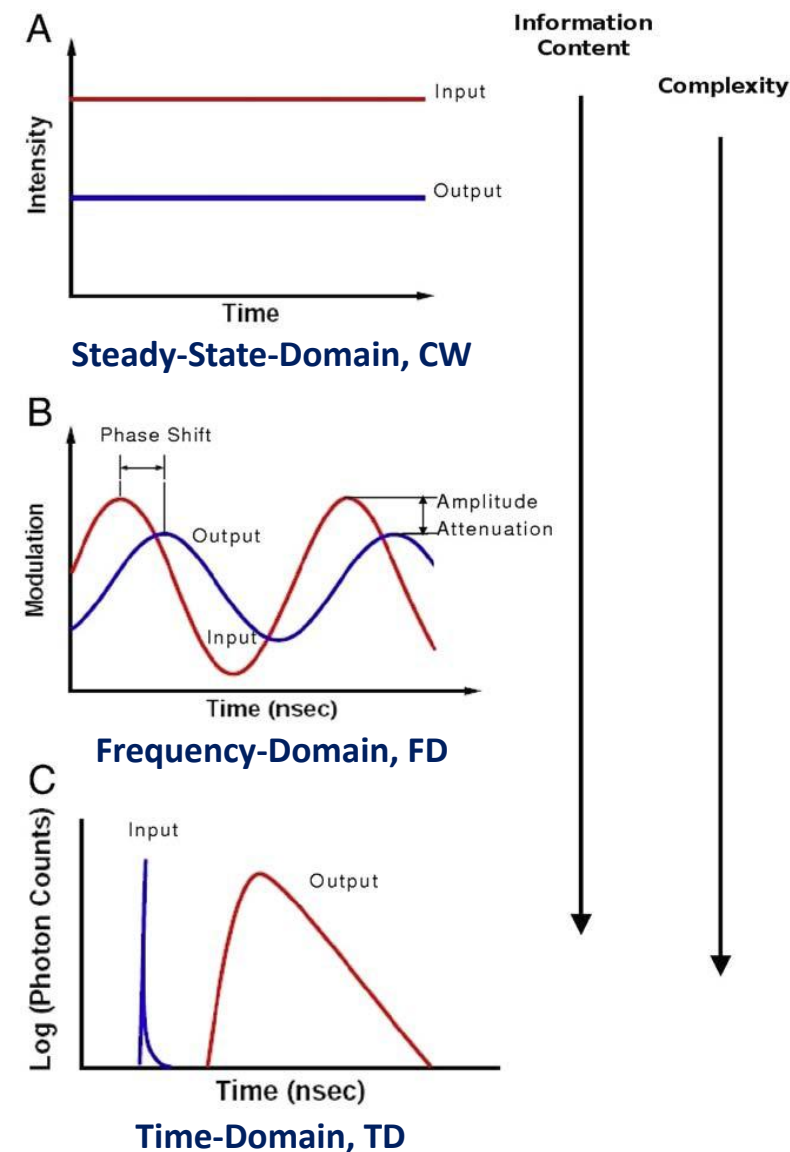 A
Intensity
Input
Output
Time
Steady-State-Domain, CW
Information
Content
Complexity
B
Phase Shift
Modulation
Output
Input
Amplitude
Attenuation
Time (nsec)
Frequency-Domain, FD
C
Log (Photon Counts)
Input
Output
Time (nsec)
Time-Domain, TD